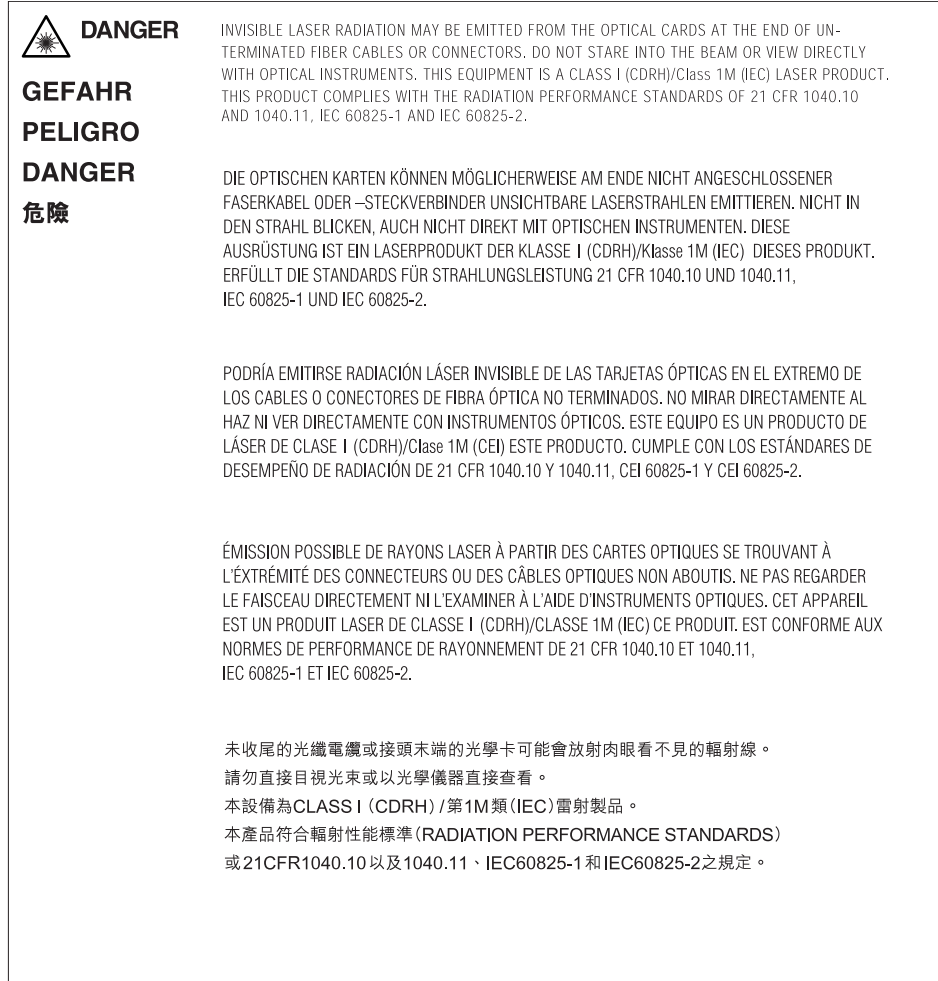 DANGER
GEFAHR
PELIGRO
DANGER
危險
INVISIBLE LASER RADIATION MAY BE EMITTED FROM THE OPTICAL CARDS AT THE END OF UN-
TERMINATED FIBER CABLES OR CONNECTORS. DO NOT STARE INTO THE BEAM OR VIEW DIRECTLY
WITH OPTICAL INSTRUMENTS. THIS EQUIPMENT IS A CLASS I (CDRH)/Class 1M (IEC) LASER PRODUCT.
THIS PRODUCT COMPLIES WITH THE RADIATION PERFORMANCE STANDARDS OF 21 CFR 1040.10
AND 1040.11, IEC 60825-1 AND IEC 60825-2.
DIE OPTISCHEN KARTEN KÖNNEN MÖGLICHERWEISE AM ENDE NICHT ANGESCHLOSSENER
FASERKABEL ODER –STECKVERBINDER UNSICHTBARE LASERSTRAHLEN EMITTIEREN. NICHT IN
DEN STRAHL BLICKEN, AUCH NICHT DIREKT MIT OPTISCHEN INSTRUMENTEN. DIESE
AUSRÜSTUNG IST EIN LASERPRODUKT DER KLASSE I (CDRH)/Klasse 1M (IEC) DIESES PRODUKT.
ERFÜLLT DIE STANDARDS FÜR STRAHLUNGSLEISTUNG 21 CFR 1040.10 UND 1040.11,
IEC 60825-1 UND IEC 60825-2.
PODRÍA EMITIRSE RADIACIÓN LÁSER INVISIBLE DE LAS TARJETAS ÓPTICAS EN EL EXTREMO DE
LOS CABLES O CONECTORES DE FIBRA ÓPTICA NO TERMINADOS. NO MIRAR DIRECTAMENTE AL
HAZ NI VER DIRECTAMENTE CON INSTRUMENTOS ÓPTICOS. ESTE EQUIPO ES UN PRODUCTO DE
LÁSER DE CLASE I (CDRH)/Clase 1M (CEI) ESTE PRODUCTO. CUMPLE CON LOS ESTÁNDARES DE
DESEMPEÑO DE RADIACIÓN DE 21 CFR 1040.10 Y 1040.11, CEI 60825-1 Y CEI 60825-2.
ÉMISSION POSSIBLE DE RAYONS LASER À PARTIR DES CARTES OPTIQUES SE TROUVANT À
L'ÉXTRÉMITÉ DES CONNECTEURS OU DES CÂBLES OPTIQUES NON ABOUTIS. NE PAS REGARDER
LE FAISCEAU DIRECTEMENT NI L'EXAMINER À L'AIDE D'INSTRUMENTS OPTIQUES. CET APPAREIL
EST UN PRODUIT LASER DE CLASSE I (CDRH)/CLASSE 1M (IEC) CE PRODUIT. EST CONFORME AUX
NORMES DE PERFORMANCE DE RAYONNEMENT DE 21 CFR 1040.10 ET 1040.11,
IEC 60825-1 ET IEC 60825-2.
未收尾的光纖電纜或接頭末端的光學卡可能會放射肉眼看不見的輻射線。
請勿直接目視光束或以光學儀器直接查看。
本設備為CLASS I (CDRH) /第1M類(IEC)雷射製品。
本產品符合輻射性能標準(RADIATION PERFORMANCE STANDARDS)
或21CFR1040.10以及1040.11、IEC60825-1和IEC60825-2之規定。